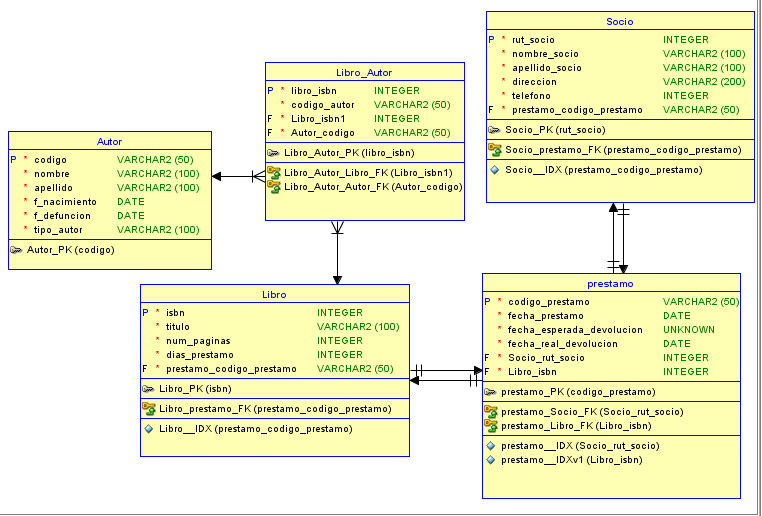 Socio
P * rut_socio INTEGER
* nombre_socio VARCHAR2 (100)
* apellido_socio VARCHAR2 (100)
* direccion VARCHAR2 (200)
* telefono INTEGER
F * prestamo_codigo_prestamo VARCHAR2 (50)
Socio_PK (rut_socio)
Socio_prestamo_FK (prestamo_codigo_prestamo)
Socio__IDX (prestamo_codigo_prestamo)
Libro_Autor
P * libro_isbn INTEGER
* codigo_autor VARCHAR2 (50)
F * Libro_isbn1 INTEGER
F * Autor_codigo VARCHAR2 (50)
Libro_Autor_PK (libro_isbn)
Libro_Autor_Libro_FK (Libro_isbn1)
Libro_Autor_Autor_FK (Autor_codigo)
Autor
P * codigo VARCHAR2 (50)
* nombre VARCHAR2 (100)
* apellido VARCHAR2 (100)
* f_nacimiento DATE
* f_defuncion DATE
* tipo_autor VARCHAR2 (100)
Autor_PK (codigo)
Libro
P * isbn INTEGER
* titulo VARCHAR2 (100)
* num_paginas INTEGER
* dias_prestamo INTEGER
F * prestamo_codigo_prestamo VARCHAR2 (50)
Libro_PK (isbn)
Libro_prestamo_FK (prestamo_codigo_prestamo)
Libro__IDX (prestamo_codigo_prestamo)
prestamo
P * codigo_prestamo VARCHAR2 (50)
* fecha_prestamo DATE
* fecha_esperada_devolucion UNKNOWN
* fecha_real_devolucion DATE
F * Socio_rut_socio INTEGER
F * Libro_isbn INTEGER
prestamo_PK (codigo_prestamo)
prestamo_Socio_FK (Socio_rut_socio)
prestamo_Libro_FK (Libro_isbn)
prestamo__IDX (Socio_rut_socio)
prestamo__IDXv1 (Libro_isbn)